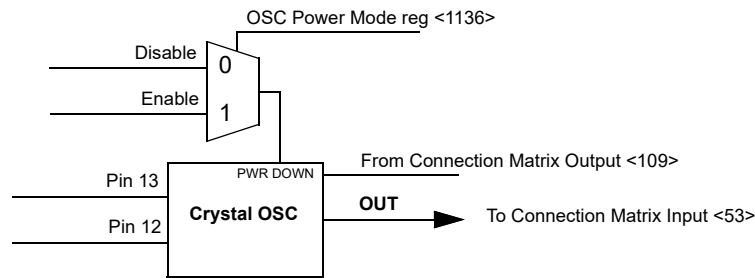 OSC Power Mode reg <1136>
Disable
0
Enable
1
PWR DOWN
From Connection Matrix Output <109>
Pin 13
Crystal OSC
OUT
To Connection Matrix Input <53>
Pin 12